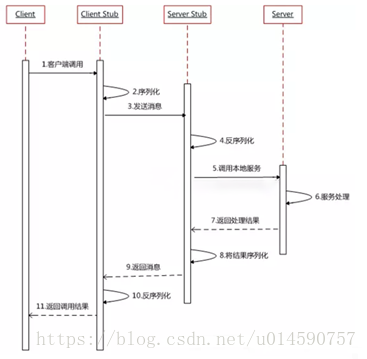 Client
Client Stub
Server Stub
Server
1.客户端调用
2.序列化
3.发送消息
4.反序列化
5.调用本地服务
6.服务处理
7.返回处理结果
8.将结果序列化
9.返回消息
10.反序列化
11.返回调用结果
https://blog.csdn.net/u014590757